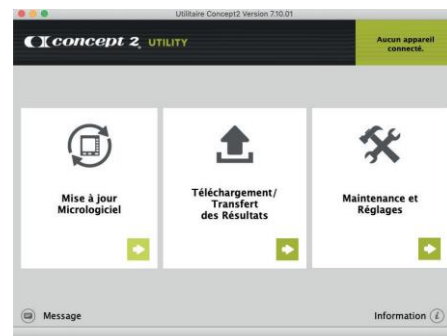 Utilitaire Concept2 Version 7.10.01
concept 2 UTILITY
Aucun appareil
connecté.
Mise à jour
Micrologiciel
Téléchargement/
Transfert
des Résultats
Maintenance et
Réglages
Message
Information i